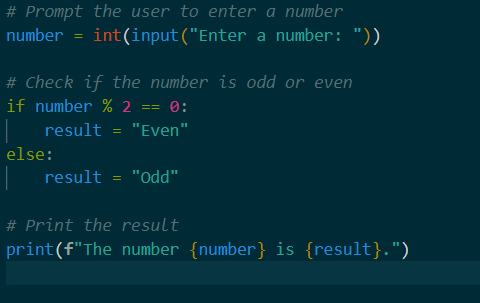 # Prompt the user to enter a number
number = int(input("Enter a number: "))
# Check if the number is odd or even
if number % 2 == 0:
    result = "Even"
else:
    result = "Odd"
# Print the result
print(f"The number {number} is {result}.")